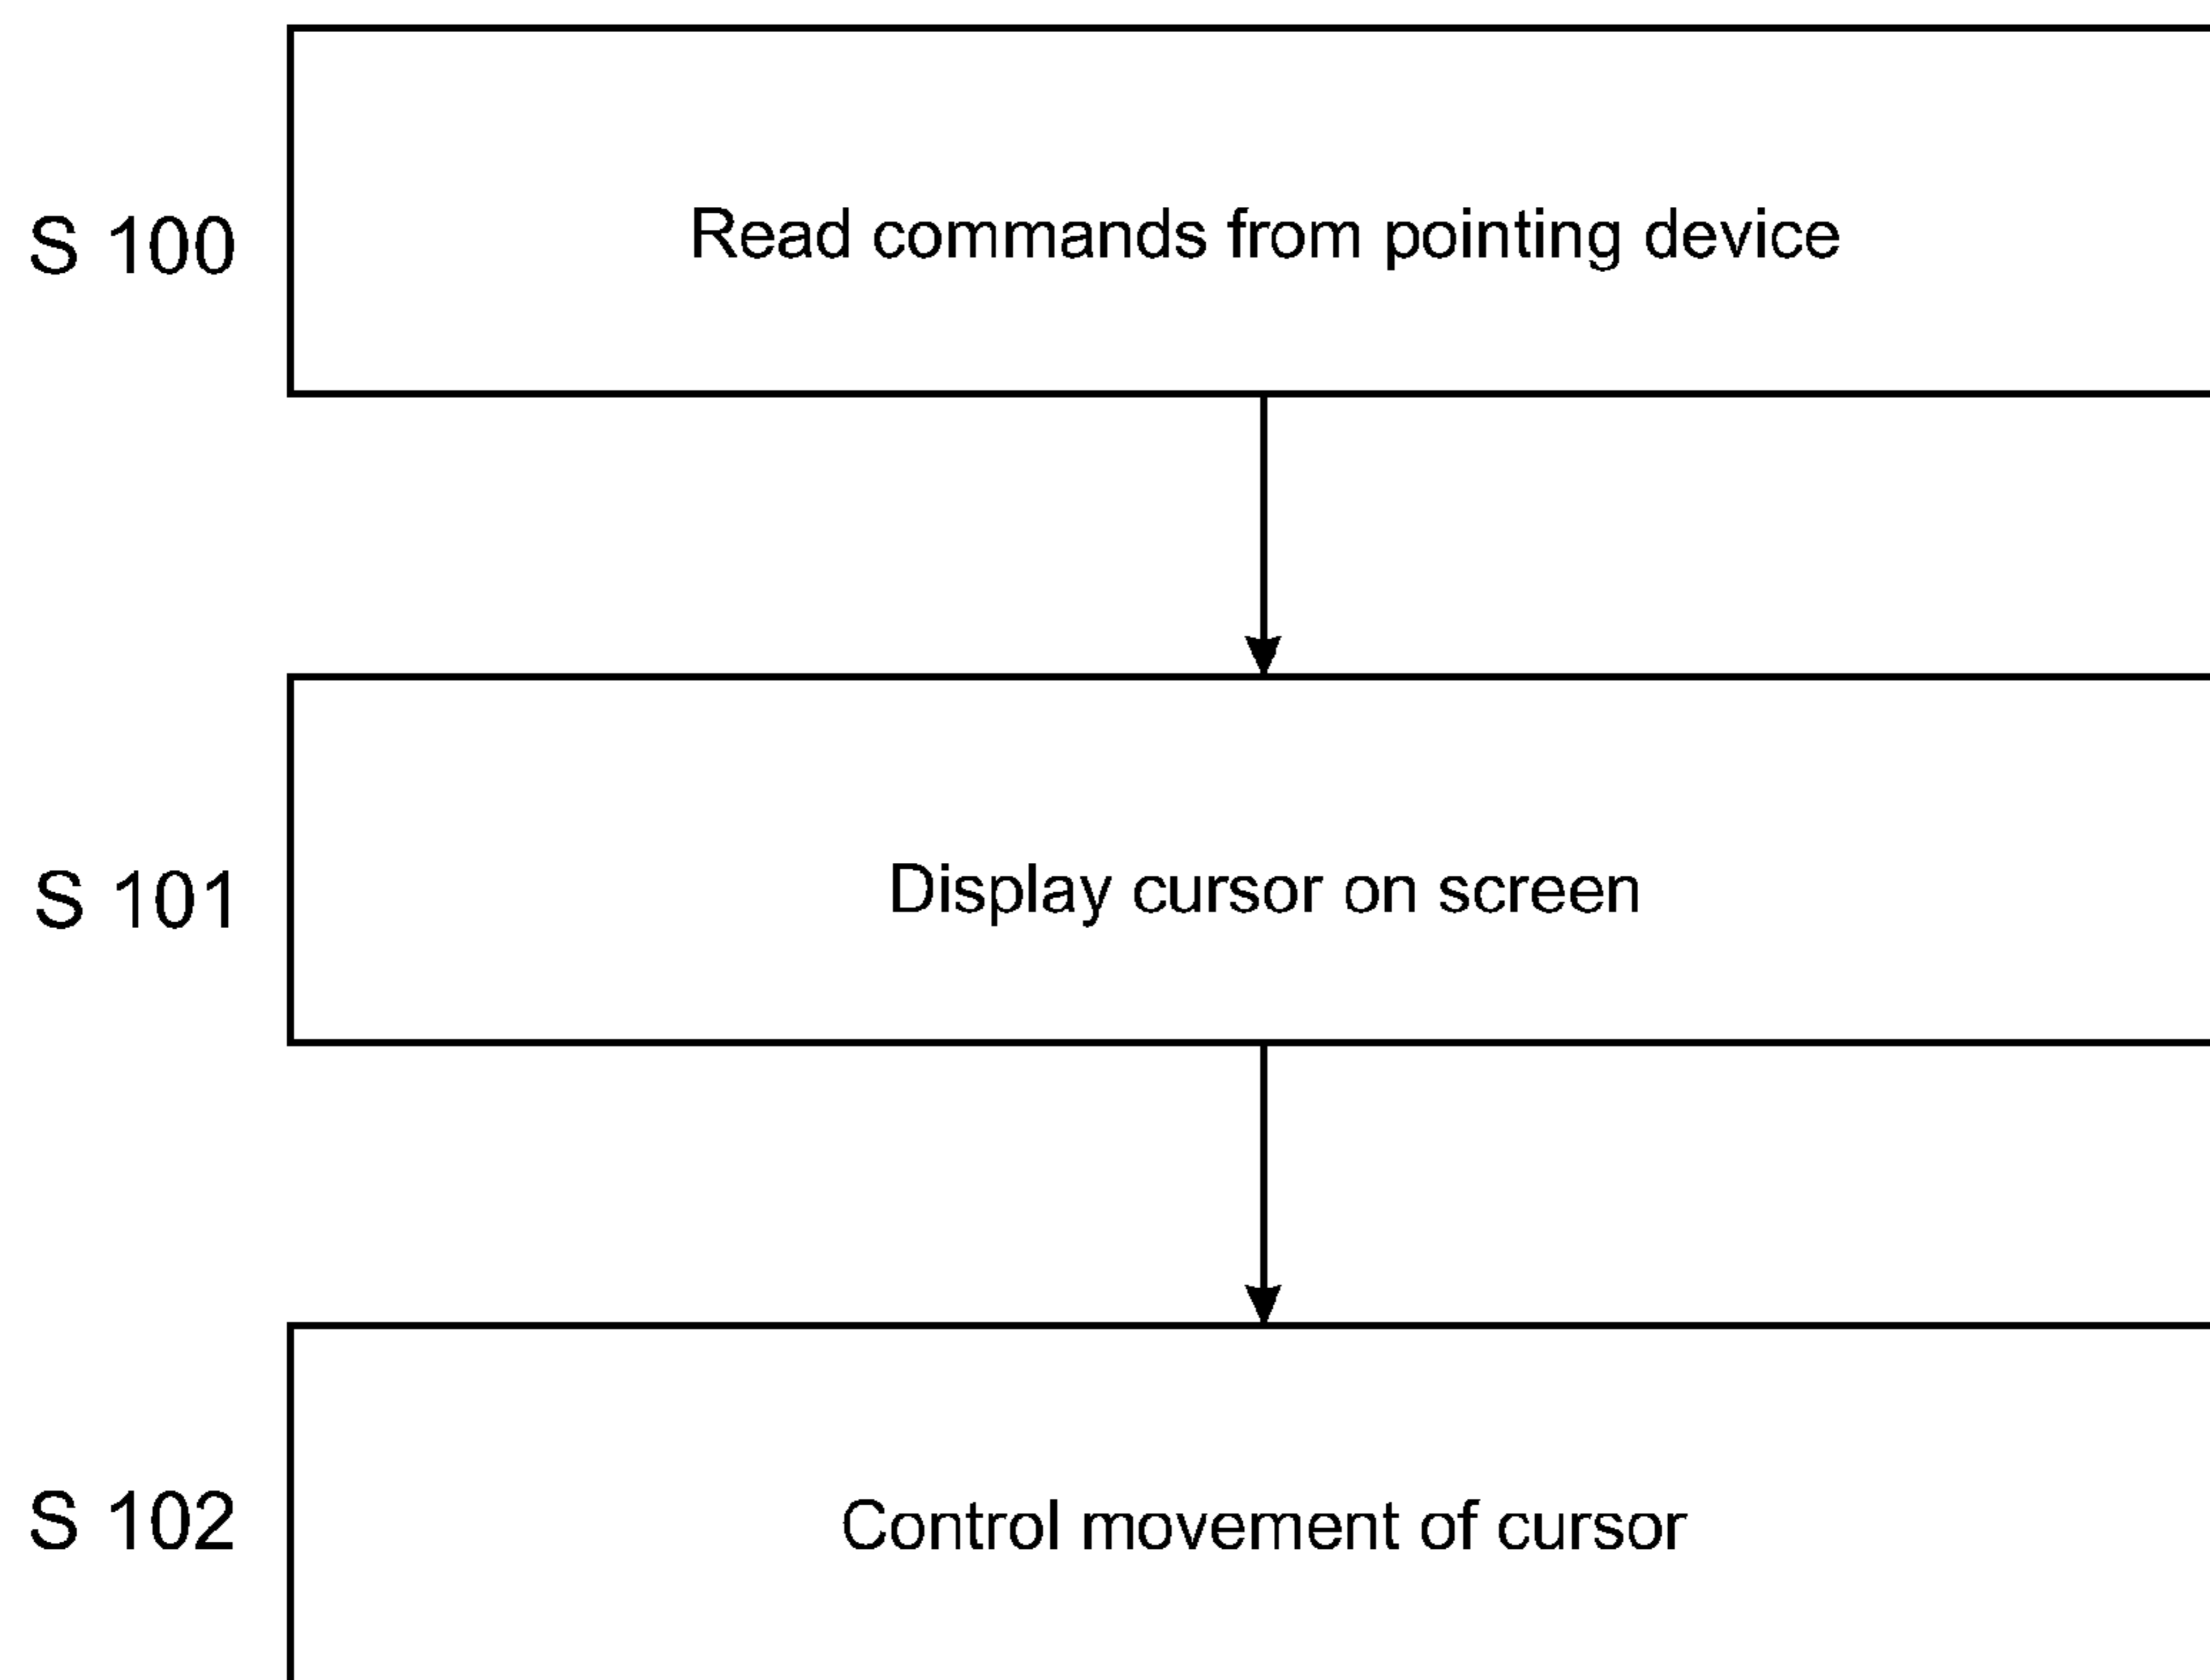 S 100
Read commands from pointing device
S 101
Display cursor on screen
S 102
Control movement of cursor